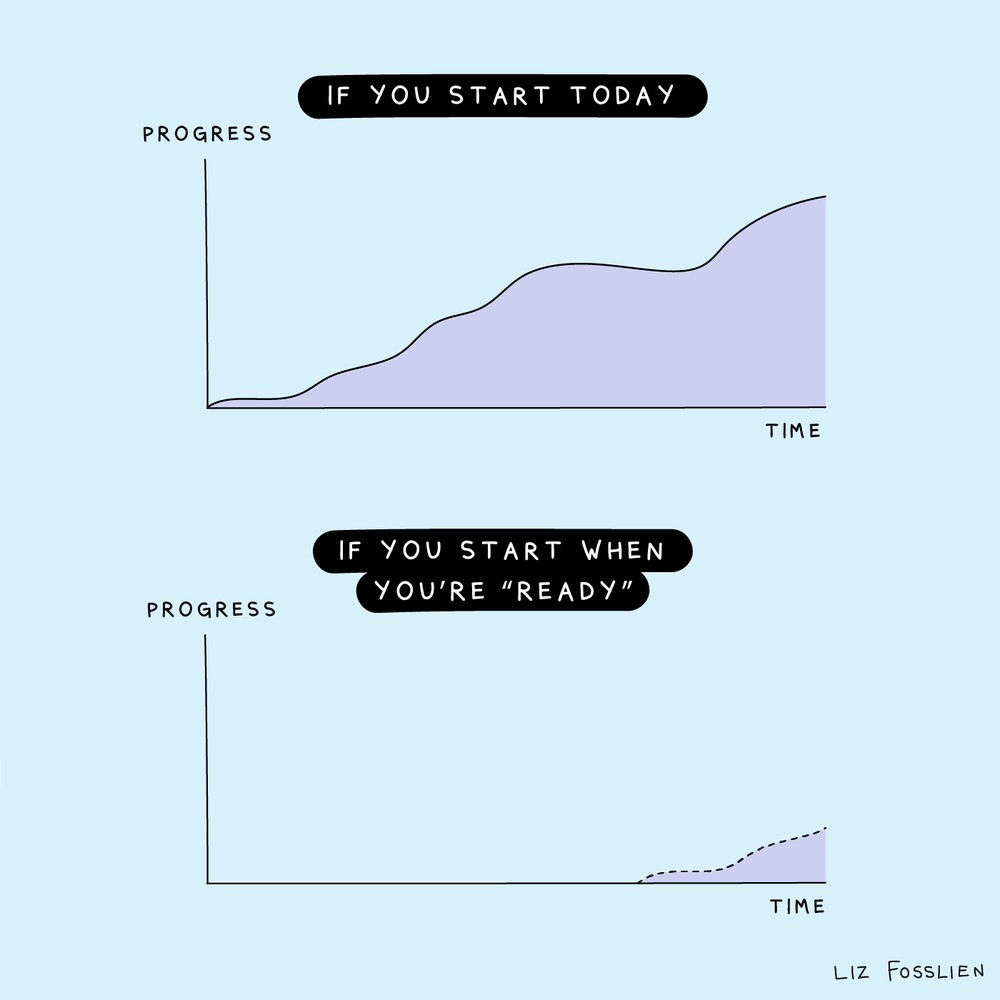 IF YOU START TODAY
PROGRESS
TIME
IF YOU START WHEN
YOU'RE “READY”
PROGRESS
TIME
LIZ FOSSLIEN